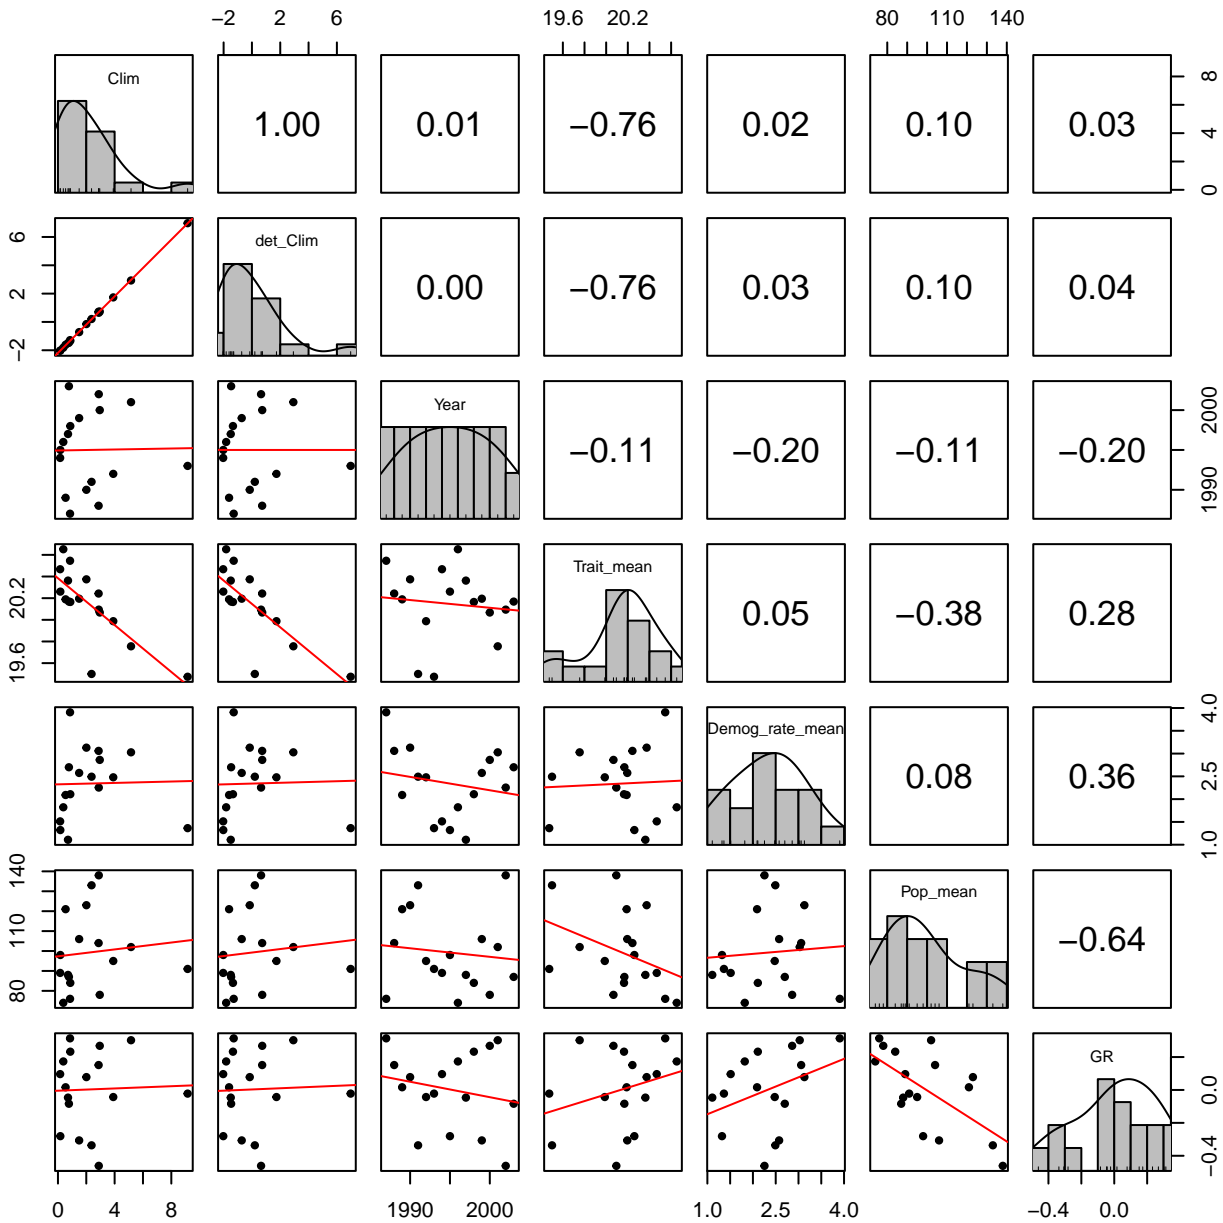 −2 6 19.6 20.2 80 110 140
Clim 1.00 0.01 −0.76 0.02 0.10 0.03 0 4 8
−2 2 6 det_Clim 0.00 −0.76 0.03 0.10 0.04
Year −0.11 −0.20 −0.11 −0.20 1990 2000
19.6 20.2 Trait_mean 0.05 −0.38 0.28
Demog_rate_mean 0.08 0.36 1.0 2.5 4.0
80 110 140 Pop_mean −0.64
GR −0.4 0.0
0 4 8 1990 2000 1.0 2.5 4.0 −0.4 0.0